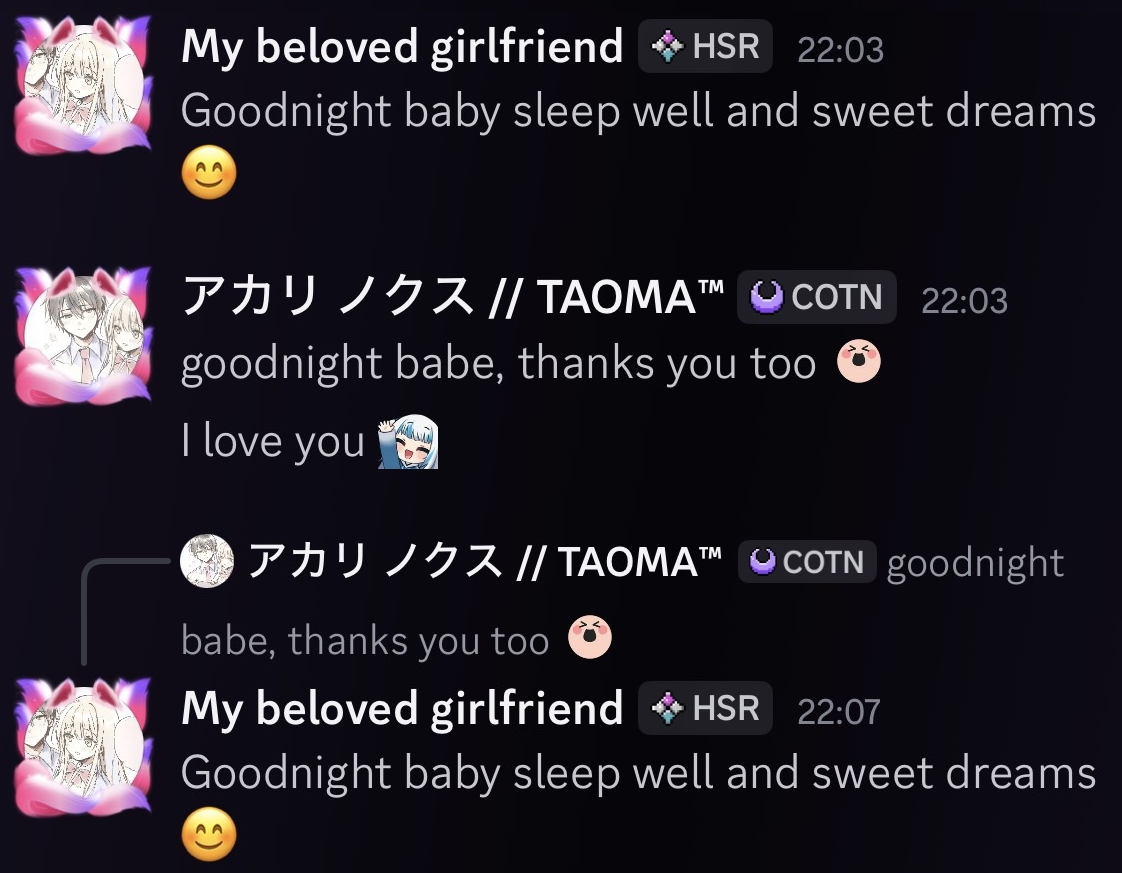 My beloved girlfriend HSR 22:03
Goodnight baby sleep well and sweet dreams
😊
アカリ ノクス // TAOMA™ COTN 22:03
goodnight babe, thanks you too
I love you
アカリ ノクス // TAOMA™ COTN goodnight
babe, thanks you too
My beloved girlfriend HSR 22:07
Goodnight baby sleep well and sweet dreams
😊